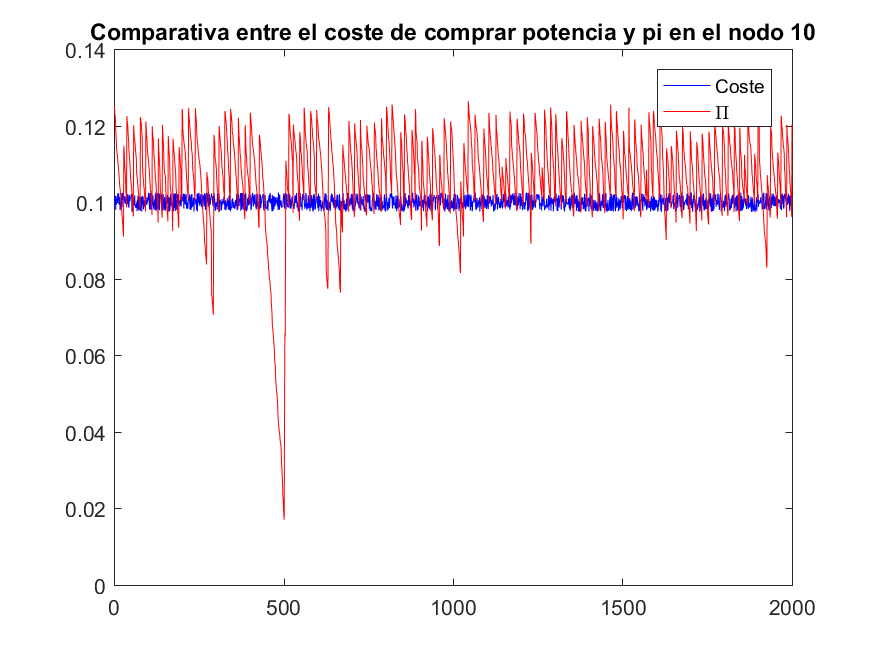 Comparativa entre el coste de comprar potencia y pi en el nodo 10
0.14
0.12
0.1
0.08
0.06
0.04
0.02
0
0 500 1000 1500 2000
Coste
Π